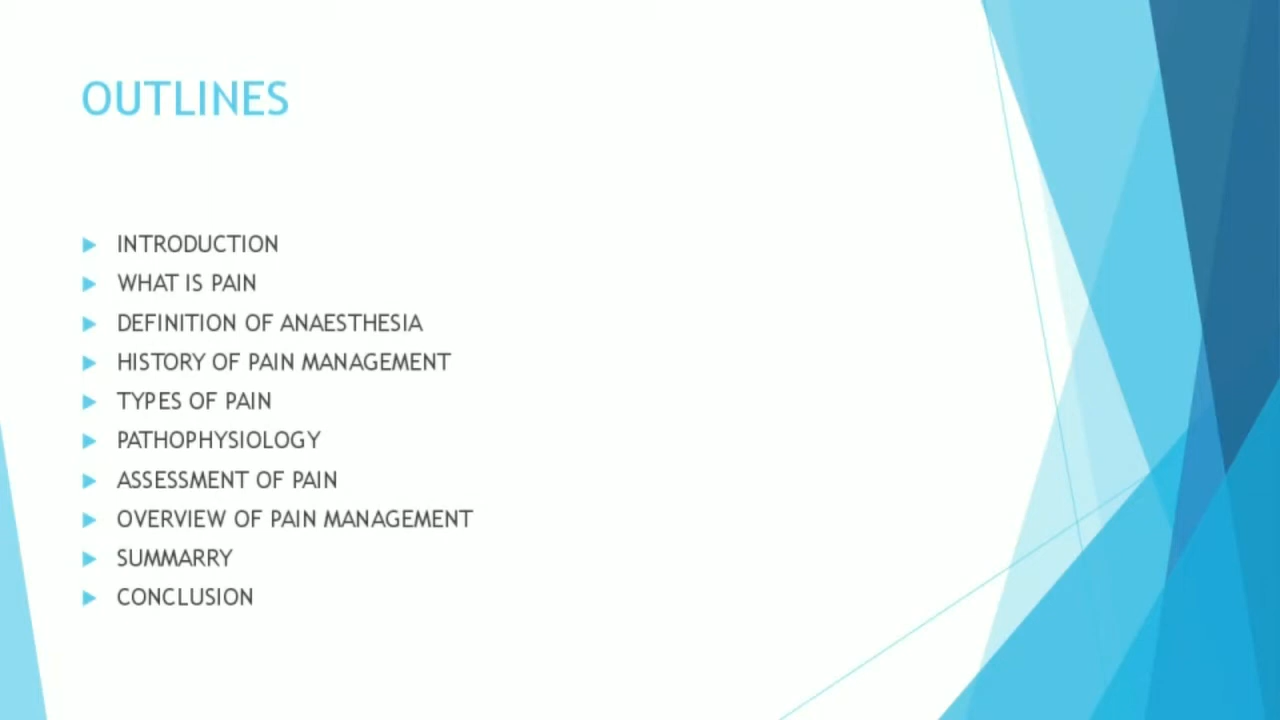 OUTLINES
INTRODUCTION
WHAT IS PAIN
DEFINITION OF ANAESTHESIA
HISTORY OF PAIN MANAGEMENT
TYPES OF PAIN
PATHOPHYSIOLOGY
ASSESSMENT OF PAIN
OVERVIEW OF PAIN MANAGEMENT
SUMMARRY
CONCLUSION